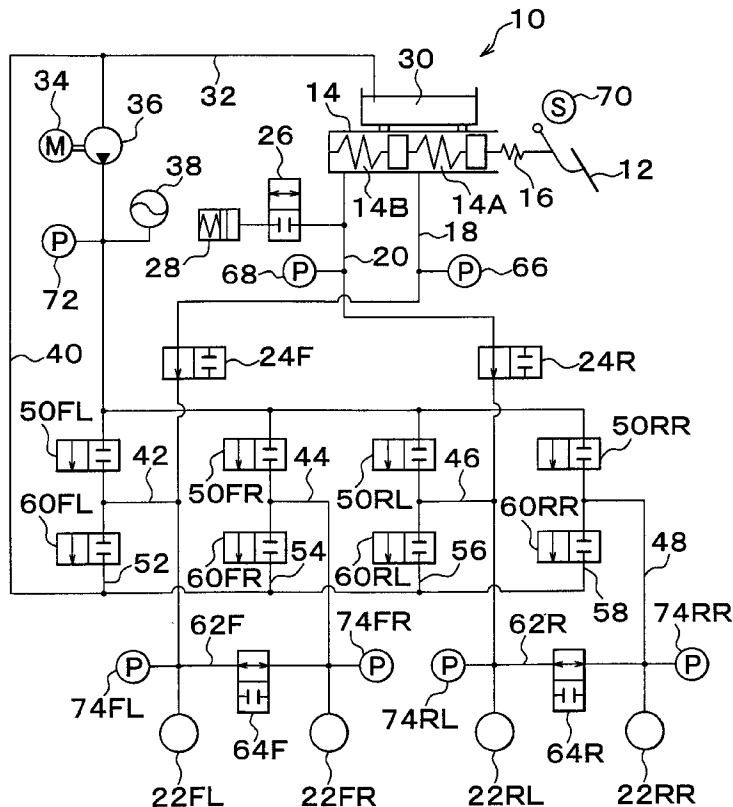 10
30
32
34
36
14
S
70
M
26
38
12
16
14B
14A
18
P
28
20
P
P
72
68
66
40
24F
24R
50FL
50RR
42
44
46
50FR
50RL
60FL
60RR
48
52
54
56
60FR
60RL
58
62F
74FR
62R
74RR
P
P
P
P
74FL
74RL
64F
64R
22FL
22FR
22RL
22RR